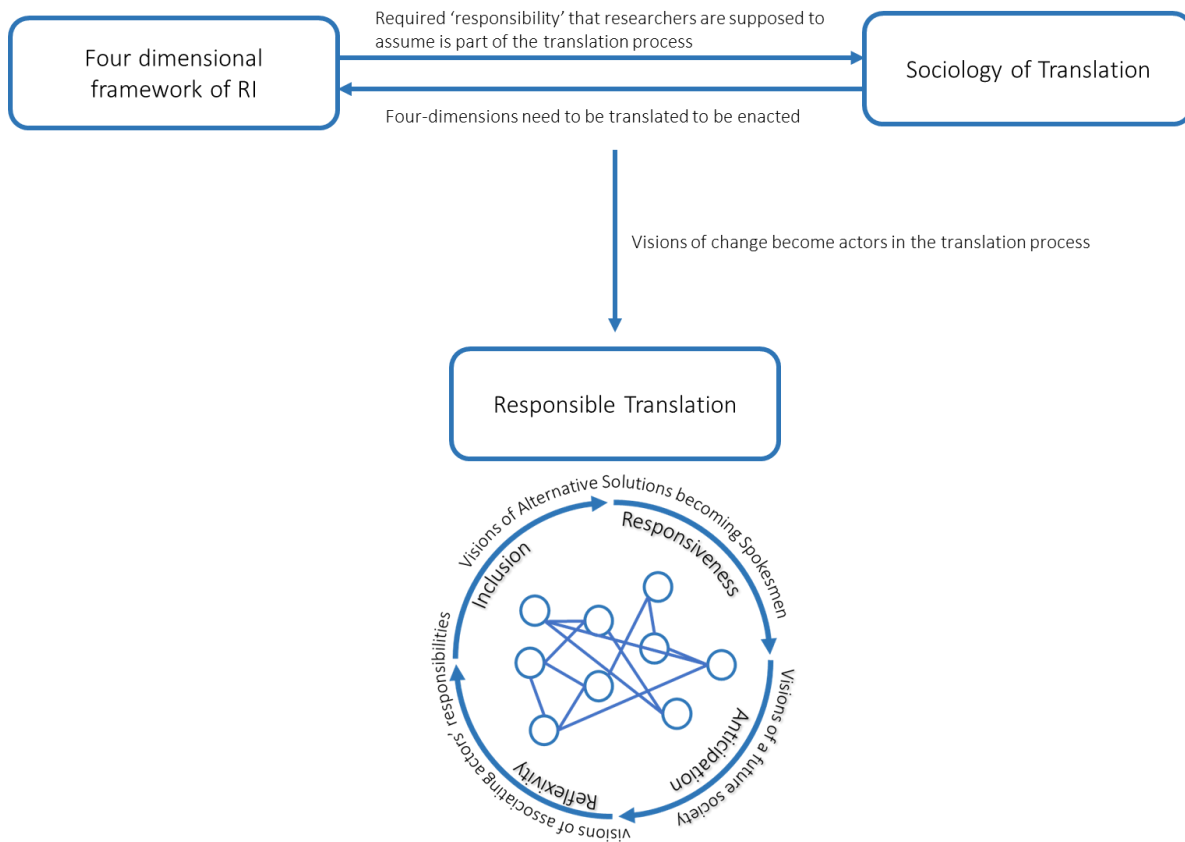 Required ‘responsibility’ that researchers are supposed to
assume is part of the translation process
Four dimensional
framework of RI
Sociology of Translation
Four-dimensions need to be translated to be enacted
Visions of change become actors in the translation process
Responsible Translation
Visions of Alternative Solutions becoming Spokesmen
Inclusion
Responsiveness
Visions of a future society
Anticipation
Reflexivity
visions of associating actors’ responsibilities